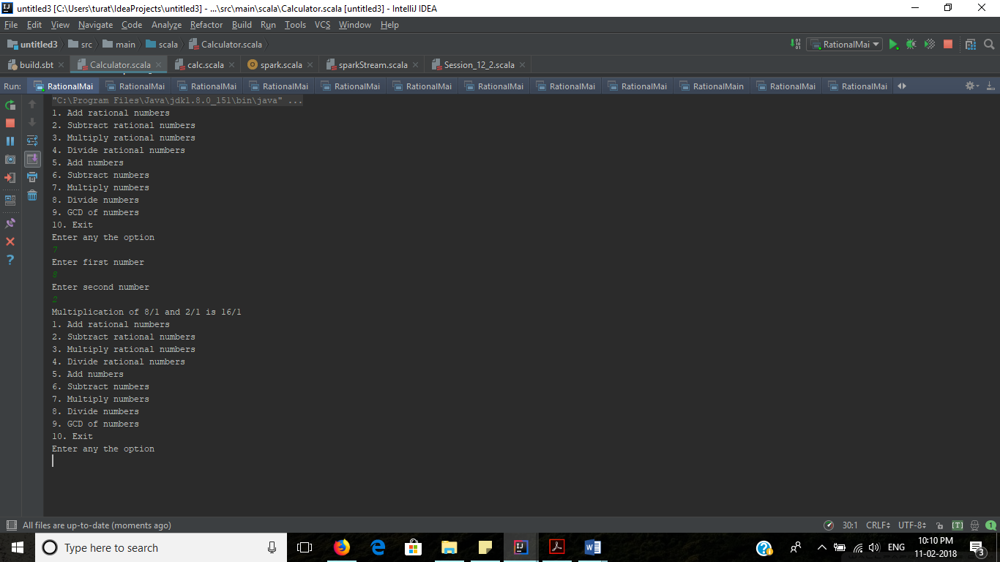 untitled3 [C:\Users\turat\IdeaProjects\untitled3] - ...\src\main\scala\Calculator.scala [untitled3] - IntelliJ IDEA
File Edit View Navigate Code Analyze Refactor Build Run Tools VCS Window Help
untitled3 src main scala Calculator.scala RationalMai
build.sbt Calculator.scala calc.scala spark.scala sparkStream.scala Session_12_2.scala
Run: RationalMai RationalMai RationalMai RationalMai RationalMai RationalMai RationalMai RationalMai RationalMai RationalMain RationalMai RationalMai
"C:\Program Files\Java\jdk1.8.0_151\bin\java" ...
1. Add rational numbers
2. Subtract rational numbers
3. Multiply rational numbers
4. Divide rational numbers
5. Add numbers
6. Subtract numbers
7. Multiply numbers
8. Divide numbers
9. GCD of numbers
10. Exit
Enter any the option
7
Enter first number
8
Enter second number
2
Multiplication of 8/1 and 2/1 is 16/1
1. Add rational numbers
2. Subtract rational numbers
3. Multiply rational numbers
4. Divide rational numbers
5. Add numbers
6. Subtract numbers
7. Multiply numbers
8. Divide numbers
9. GCD of numbers
10. Exit
Enter any the option
All files are up-to-date (moments ago) 30:1 CRLF UTF-8 [T] 1
Type here to search ENG 10:10 PM
11-02-2018 3